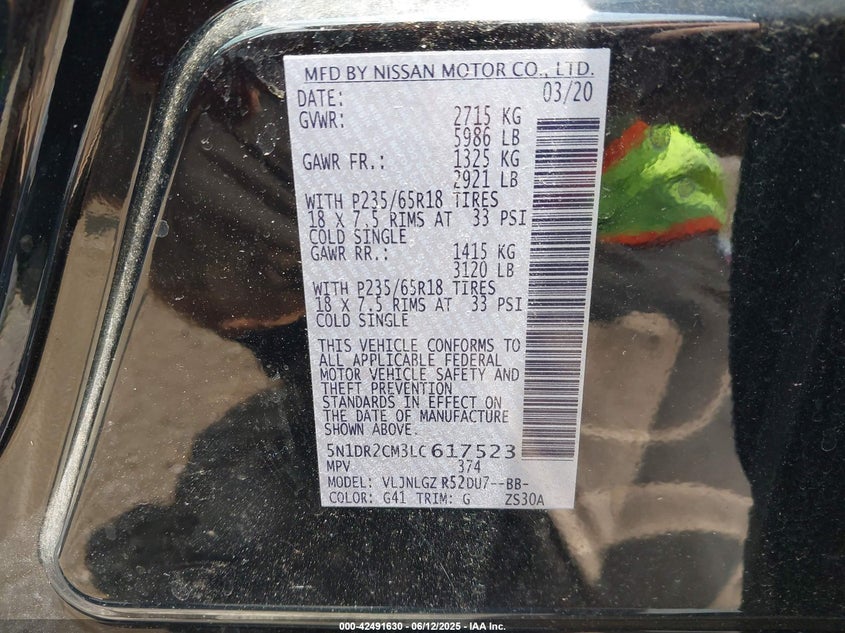 MFD BY NISSAN MOTOR CO., LTD.
DATE: 03/20
GVWR: 2715 KG
5986 LB
GAWR FR.: 1325 KG
2921 LB
WITH P235/65R18 TIRES
18 X 7.5 RIMS AT 33 PSI
COLD SINGLE
GAWR RR.: 1415 KG
3120 LB
WITH P235/65R18 TIRES
18 X 7.5 RIMS AT 33 PSI
COLD SINGLE
THIS VEHICLE CONFORMS TO
ALL APPLICABLE FEDERAL
MOTOR VEHICLE SAFETY AND
THEFT PREVENTION
STANDARDS IN EFFECT ON
THE DATE OF MANUFACTURE
SHOWN ABOVE.
5N1DR2CM3LC617523
MPV 374
MODEL: VLJNLGZ R52DU7--BB-
COLOR: G41 TRIM: G ZS30A
000-42491630 - 06/12/2025 - IAA Inc.